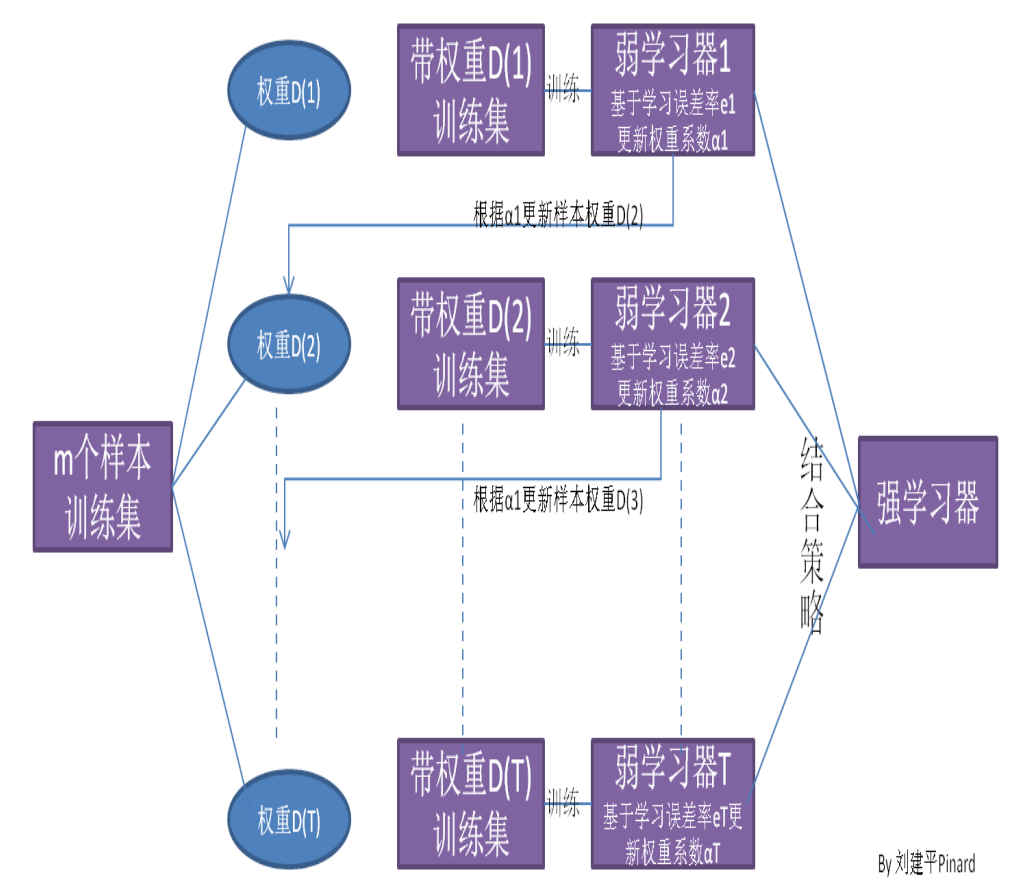 权重D(1)
带权重D(1)
训练集
训练
弱学习器1
基于学习误差率e1
更新权重系数α1
根据α1更新样本权重D(2)
权重D(2)
带权重D(2)
训练集
训练
弱学习器2
基于学习误差率e2
更新权重系数α2
m个样本
训练集
根据α1更新样本权重D(3)
结合策略
强学习器
权重D(T)
带权重D(T)
训练集
训练
弱学习器T
基于学习误差率eT更
新权重系数αT
By 刘建平Pinard